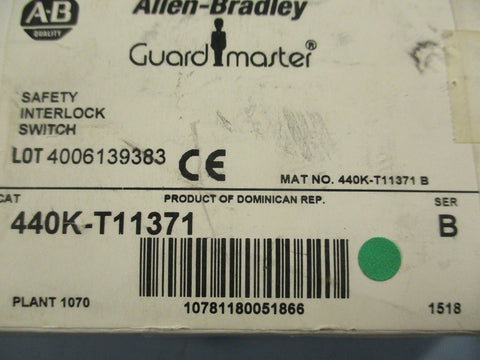 A-B
QUALITY
Allen-Bradley
Guardmaster®
SAFETY
INTERLOCK
SWITCH
LOT 4006139383 CE
MAT NO. 440K-T11371 B
CAT PRODUCT OF DOMINICAN REP. SER
440K-T11371 B
10781180051866
PLANT 1070 1518